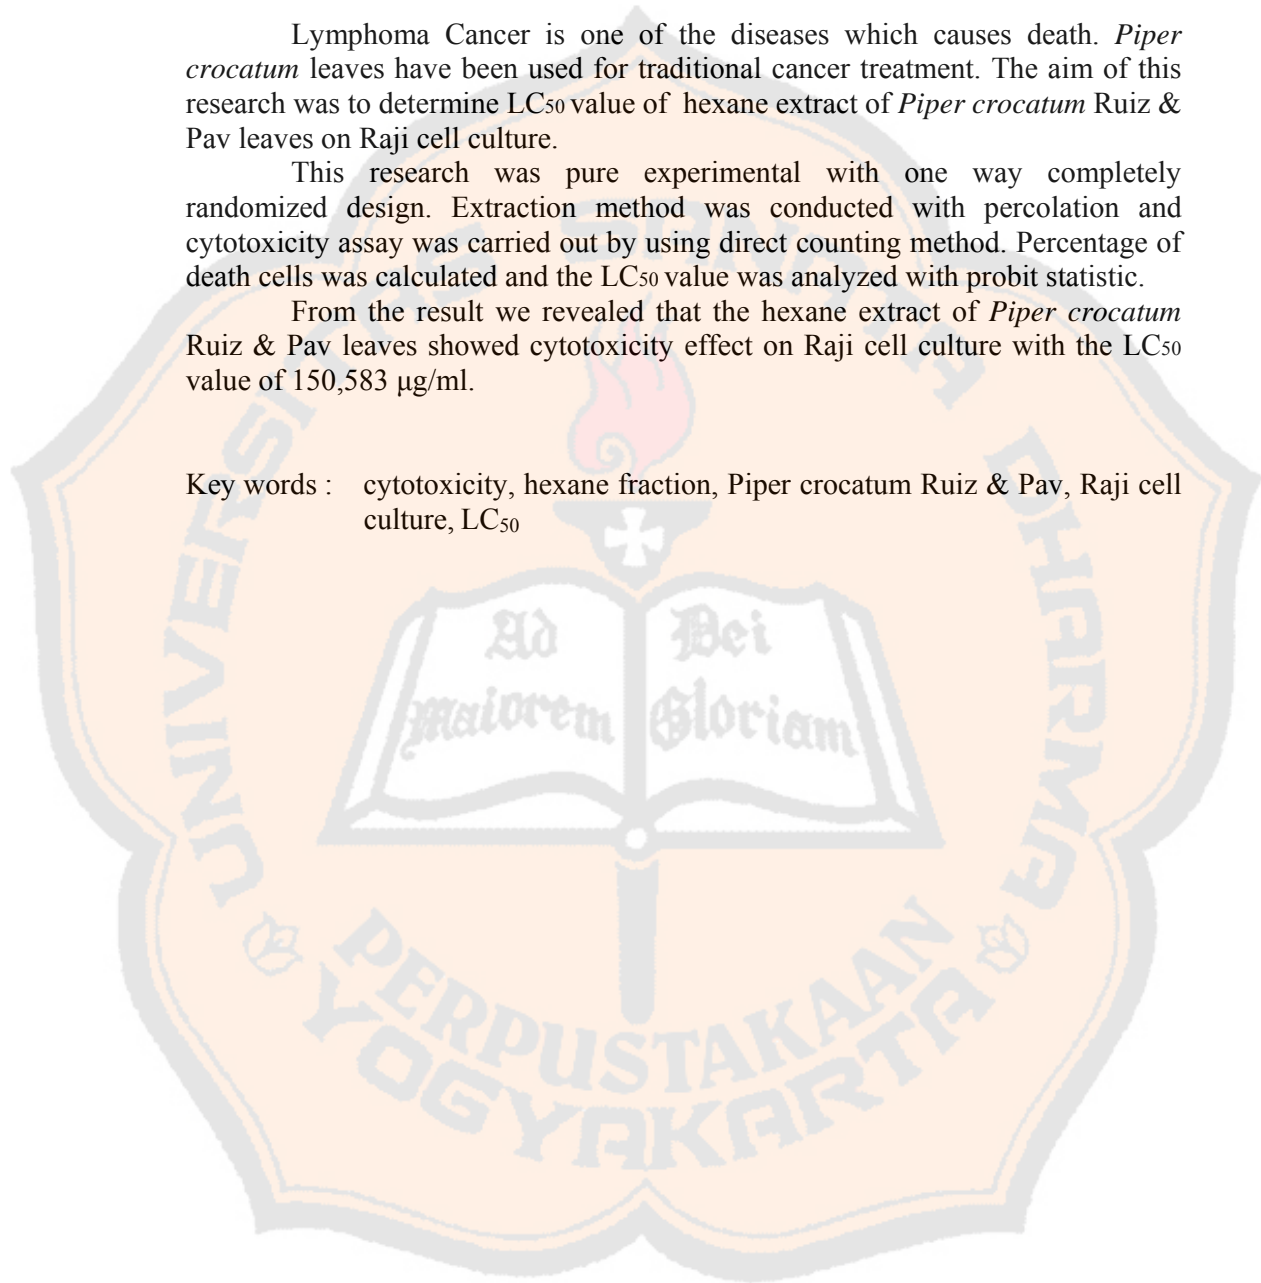 Lymphoma Cancer is one of the diseases which causes death. Piper
crocatum leaves have been used for traditional cancer treatment. The aim of this
research was to determine LC50 value of hexane extract of Piper crocatum Ruiz &
Pav leaves on Raji cell culture.
This research was pure experimental with one way completely
randomized design. Extraction method was conducted with percolation and
cytotoxicity assay was carried out by using direct counting method. Percentage of
death cells was calculated and the LC50 value was analyzed with probit statistic.
From the result we revealed that the hexane extract of Piper crocatum
Ruiz & Pav leaves showed cytotoxicity effect on Raji cell culture with the LC50
value of 150,583 μg/ml.
Key words : cytotoxicity, hexane fraction, Piper crocatum Ruiz & Pav, Raji cell
culture, LC50
UNIVERSITAS SANATA DHARMA
Ad Dei
Maiorem Gloriam
PERPUSTAKAAN
YOGYAKARTA